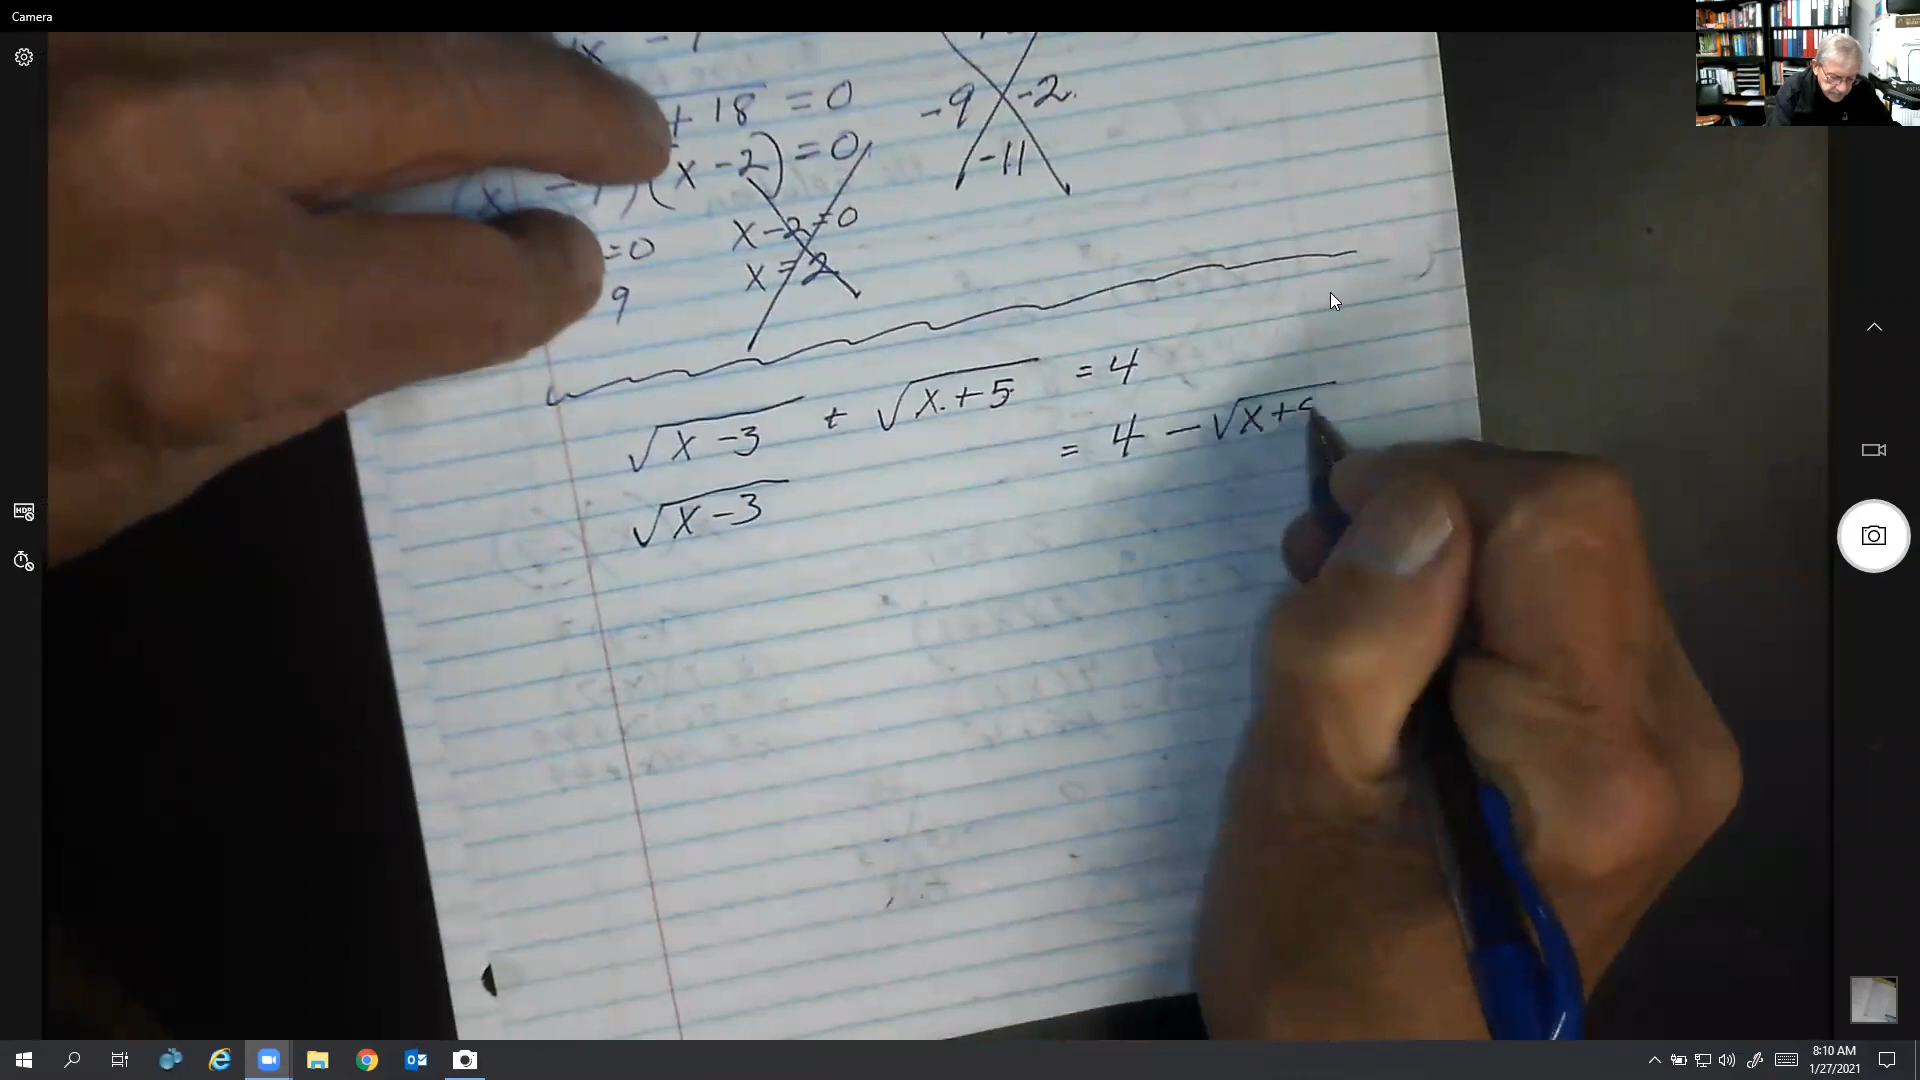 Camera
+ 18 = 0
(x - 2) = 0
-9 -2
-11
= 0
x - 2 = 0
9
x = 2
√(x - 3) + √(x + 5) = 4
√(x - 3) = 4 - √(x +
8:10 AM
1/27/2021